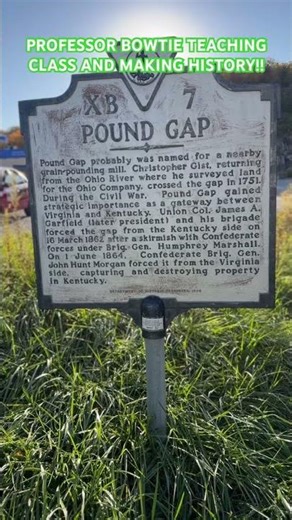 PROFESSOR BOWTIE TEACHING
CLASS AND MAKING HISTORY!!
XB 7
POUND GAP
Pound Gap probably was named for a nearby
grain-pounding mill. Christopher Gist, returning
from the Ohio River where he surveyed land
for the Ohio Company, crossed the gap in 1751.
During the Civil War, Pound Gap gained
strategic importance as a gateway between
Virginia and Kentucky. Union Col. James A.
Garfield (later president) and his brigade
forced the gap from the Kentucky side on
16 March 1862 after a skirmish with Confederate
forces under Brig. Gen. Humphrey Marshall.
On 1 June 1864, Confederate Brig. Gen.
John Hunt Morgan forced it from the Virginia
side, capturing and destroying property
in Kentucky.